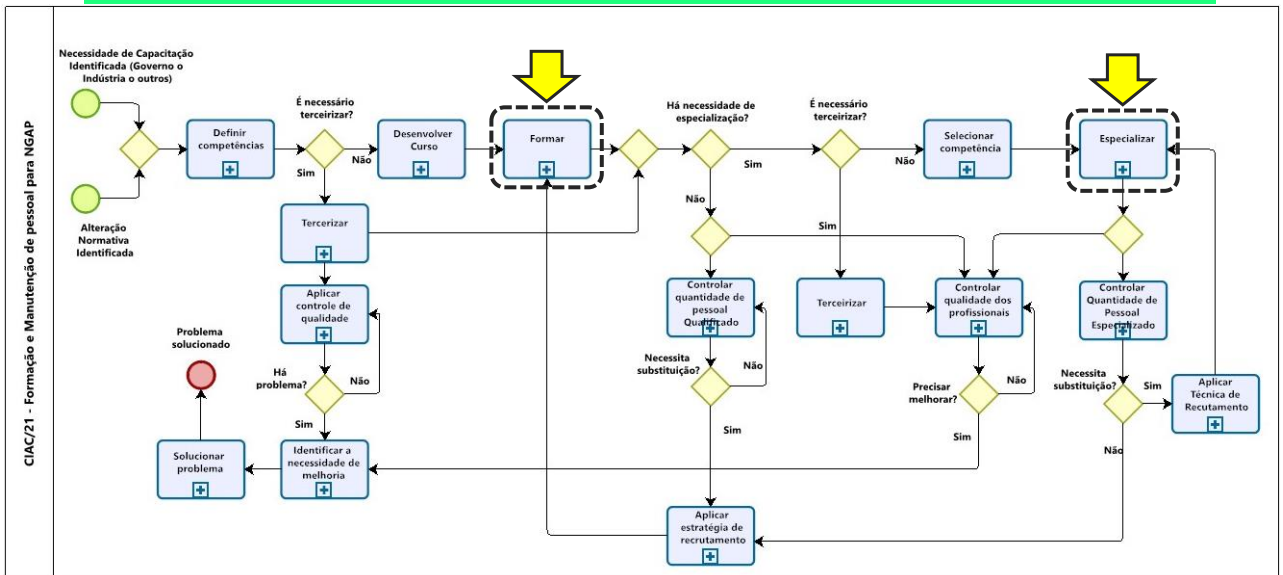 CIAC/21 - Formação e Manutenção de pessoal para NGAP
Necessidade de Capacitação
Identificada (Governo o
Indústria o outros)
Alteração
Normativa
Identificada
Definir
competências
É necessário
terceirizar?
Não
Sim
Desenvolver
Curso
Formar
Há necessidade de
especialização?
Sim
Não
É necessário
terceirizar?
Não
Sim
Selecionar
competência
Especializar
Tercerizar
Aplicar
controle de
qualidade
Há
problema?
Não
Sim
Problema
solucionado
Solucionar
problema
Identificar a
necessidade de
melhoria
Controlar
quantidade de
pessoal
Qualificado
Necessita
substituição?
Não
Sim
Terceirizar
Controlar
qualidade dos
profissionais
Precisar
melhorar?
Não
Sim
Controlar
Quantidade de
Pessoal
Especializado
Necessita
substituição?
Sim
Não
Aplicar
Técnica de
Recutamento
Aplicar
estratégia de
recrutamento